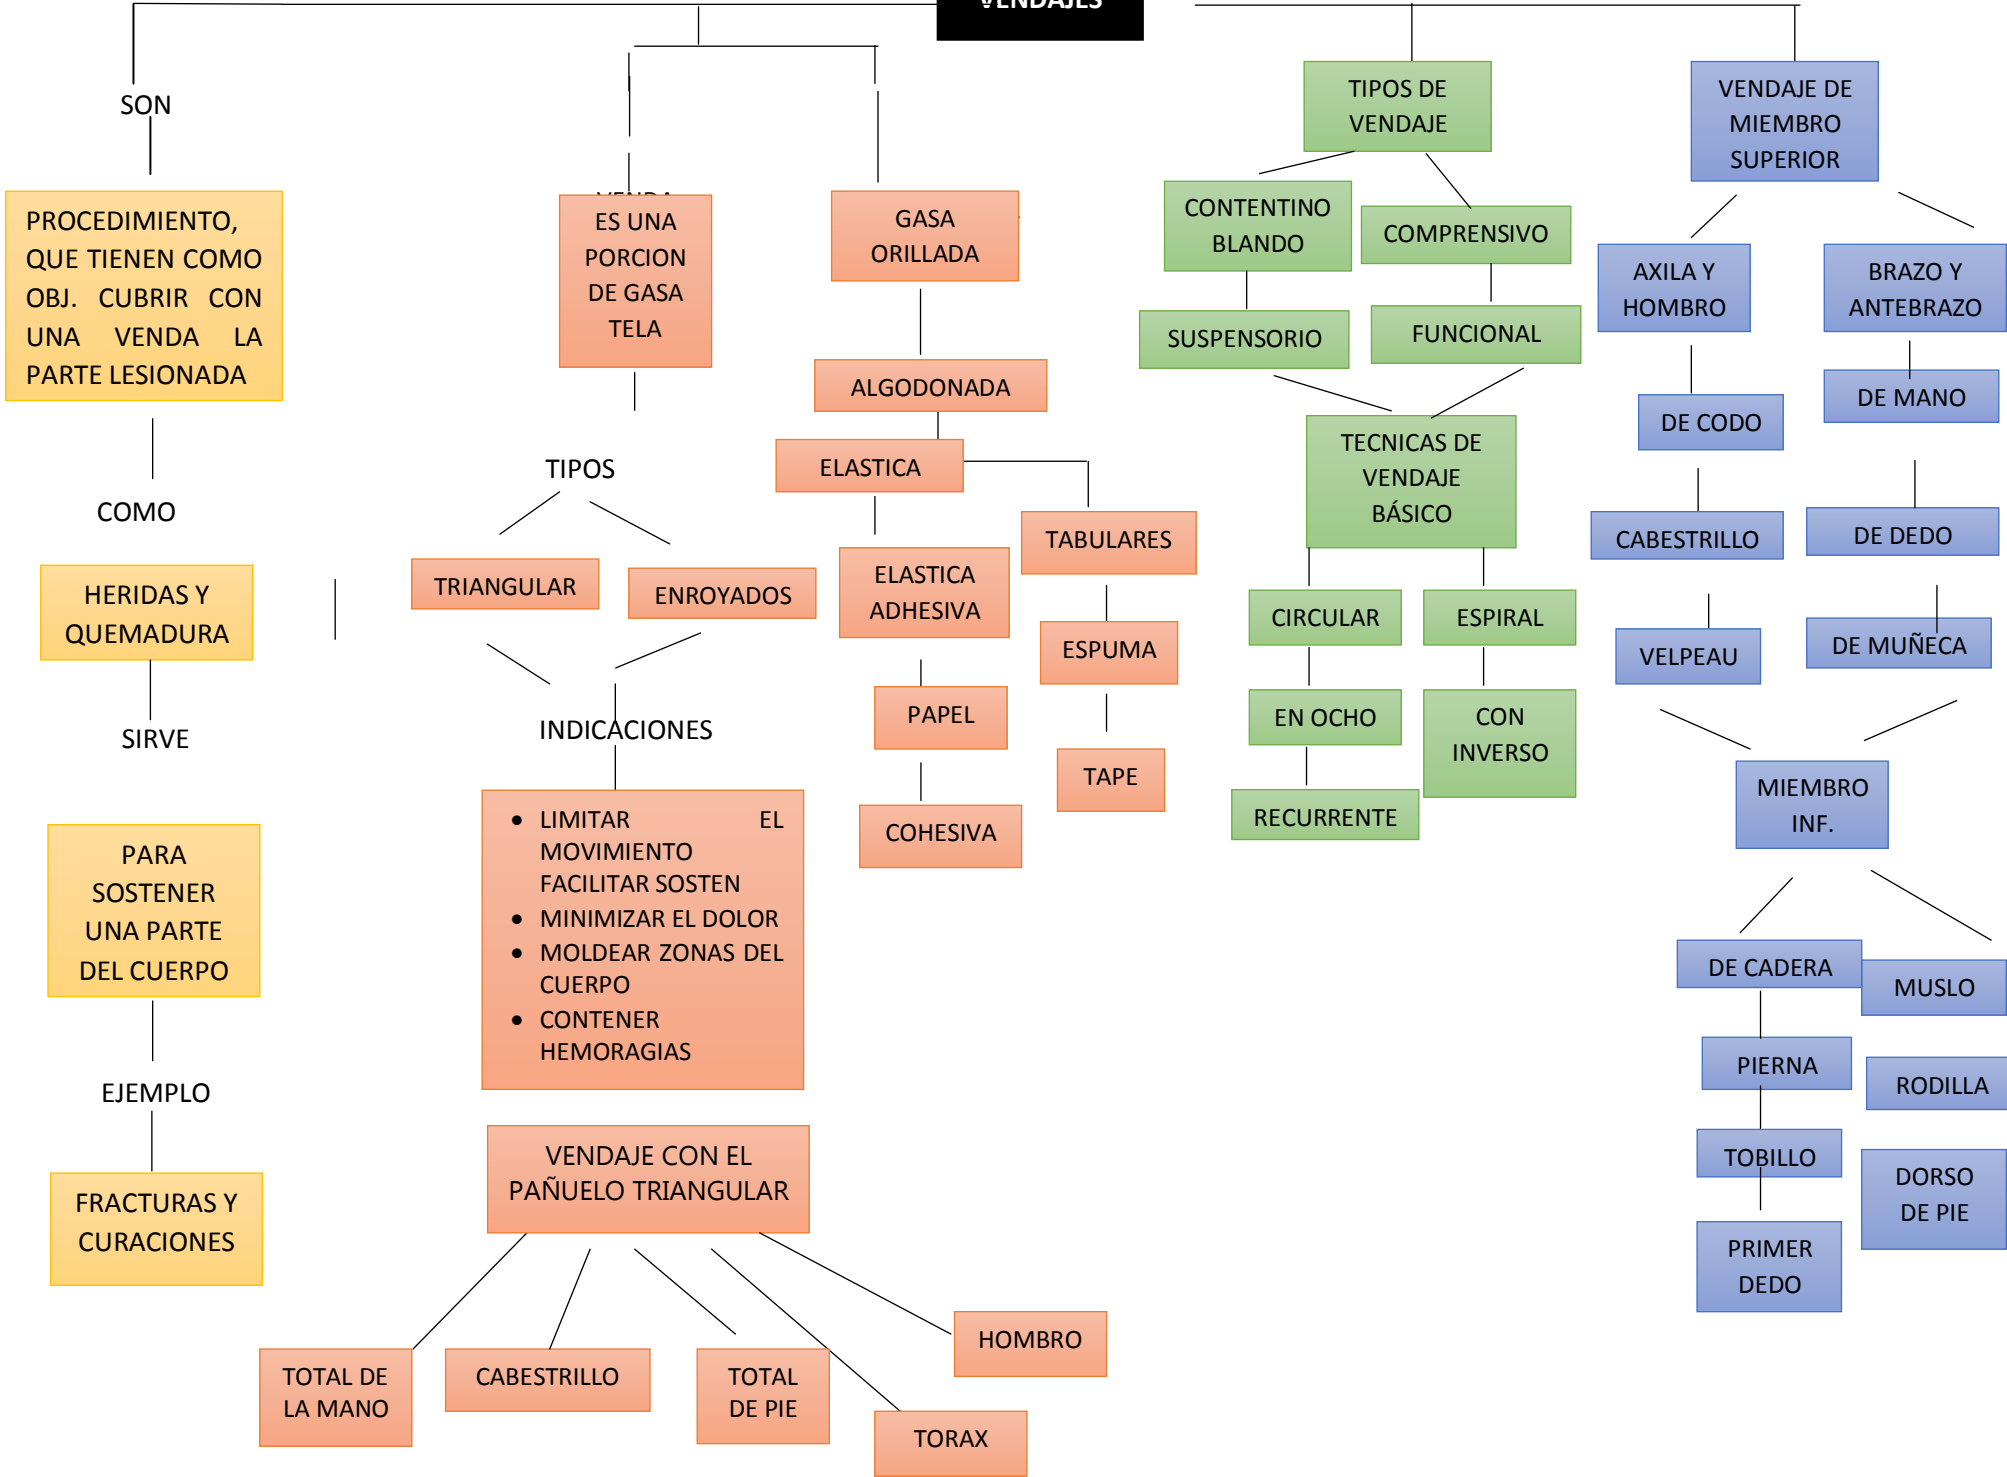 VENDAJES
SON
PROCEDIMIENTO,
QUE TIENEN COMO
OBJ. CUBRIR CON
UNA VENDA LA
PARTE LESIONADA
COMO
HERIDAS Y
QUEMADURA
SIRVE
PARA
SOSTENER
UNA PARTE
DEL CUERPO
EJEMPLO
FRACTURAS Y
CURACIONES
VENDA
ES UNA
PORCION
DE GASA
TELA
TIPOS
TRIANGULAR
ENROYADOS
INDICACIONES
• LIMITAR EL
MOVIMIENTO
FACILITAR SOSTEN
• MINIMIZAR EL DOLOR
• MOLDEAR ZONAS DEL
CUERPO
• CONTENER
HEMORAGIAS
VENDAJE CON EL
PAÑUELO TRIANGULAR
TOTAL DE
LA MANO
CABESTRILLO
TOTAL
DE PIE
TORAX
HOMBRO
GASA
ORILLADA
ALGODONADA
ELASTICA
TABULARES
ELASTICA
ADHESIVA
ESPUMA
PAPEL
TAPE
COHESIVA
TIPOS DE
VENDAJE
CONTENTINO
BLANDO
COMPRENSIVO
SUSPENSORIO
FUNCIONAL
TECNICAS DE
VENDAJE
BÁSICO
CIRCULAR
ESPIRAL
EN OCHO
CON
INVERSO
RECURRENTE
VENDAJE DE
MIEMBRO
SUPERIOR
AXILA Y
HOMBRO
BRAZO Y
ANTEBRAZO
DE CODO
DE MANO
CABESTRILLO
DE DEDO
VELPEAU
DE MUÑECA
MIEMBRO
INF.
DE CADERA
MUSLO
PIERNA
RODILLA
TOBILLO
DORSO
DE PIE
PRIMER
DEDO